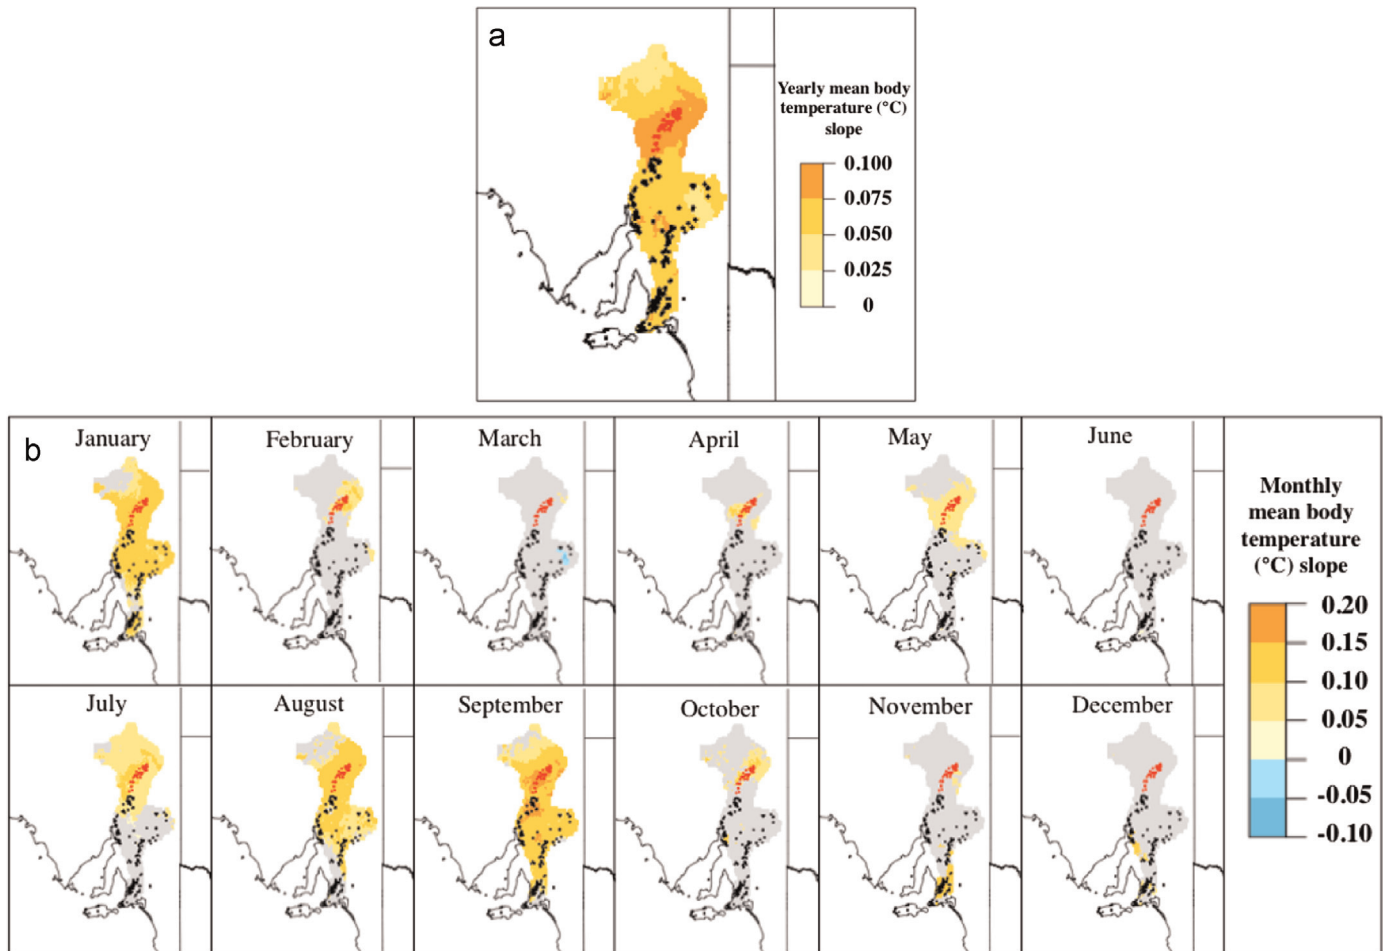 a
Yearly mean body
temperature (°C)
slope
0.100
0.075
0.050
0.025
0
b
January
February
March
April
May
June
July
August
September
October
November
December
Monthly
mean body
temperature
(°C) slope
0.20
0.15
0.10
0.05
0
-0.05
-0.10